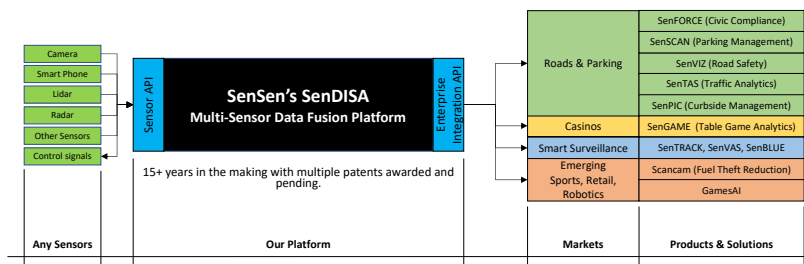 Camera
Smart Phone
Lidar
Radar
Other Sensors
Control signals
Sensor API
SenSen's SenDISA
Multi-Sensor Data Fusion Platform
Enterprise
Integration API
15+ years in the making with multiple patents awarded and
pending.
Roads & Parking
SenFORCE (Civic Compliance)
SenSCAN (Parking Management)
SenVIZ (Road Safety)
SenTAS (Traffic Analytics)
SenPIC (Curbside Management)
Casinos
SenGAME (Table Game Analytics)
Smart Surveillance
SenTRACK, SenVAS, SenBLUE
Emerging
Sports, Retail,
Robotics
Scancam (Fuel Theft Reduction)
GamesAI
Any Sensors
Our Platform
Markets
Products & Solutions